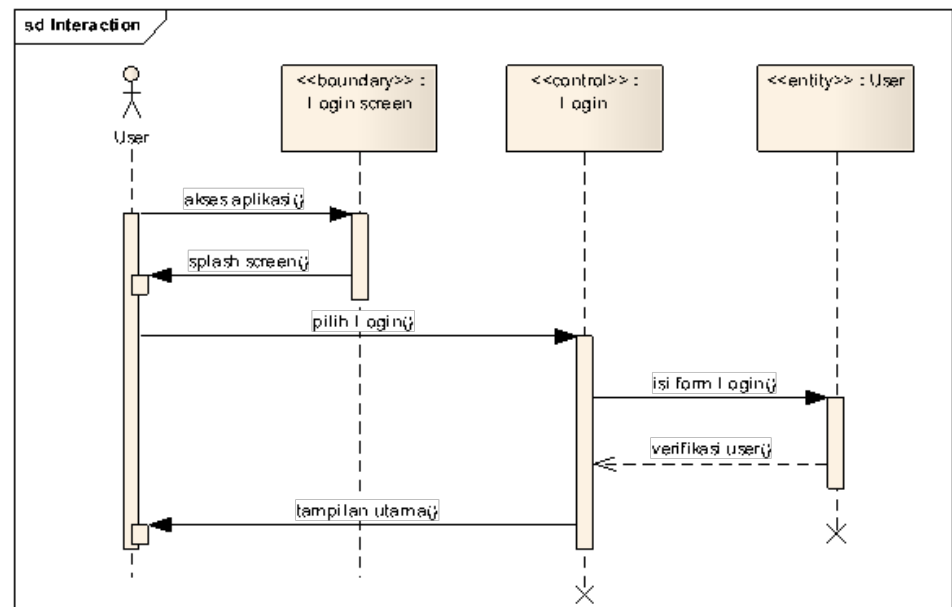 sd Interaction
User
<<boundary>> :
Login screen
<<control>> :
Login
<<entity>> : User
akses aplikasi()
splash screen()
pilih Login()
isi form Login()
verifikasi user()
tampilan utama()